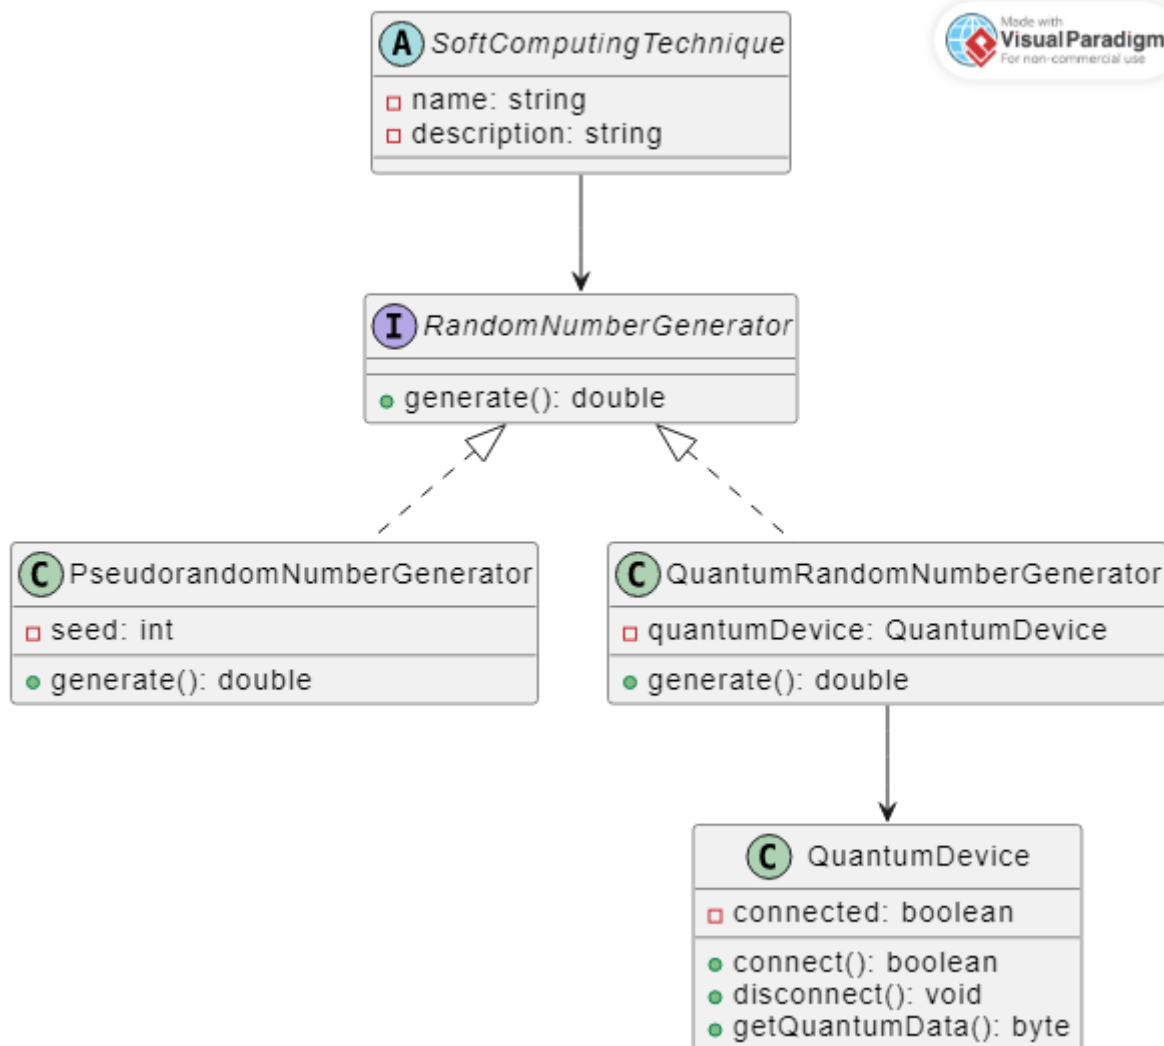 Made with
Visual Paradigm
For non-commercial use
A SoftComputingTechnique
name: string
description: string
I RandomNumberGenerator
generate(): double
C PseudorandomNumberGenerator
seed: int
generate(): double
C QuantumRandomNumberGenerator
quantumDevice: QuantumDevice
generate(): double
C QuantumDevice
connected: boolean
connect(): boolean
disconnect(): void
getQuantumData(): byte